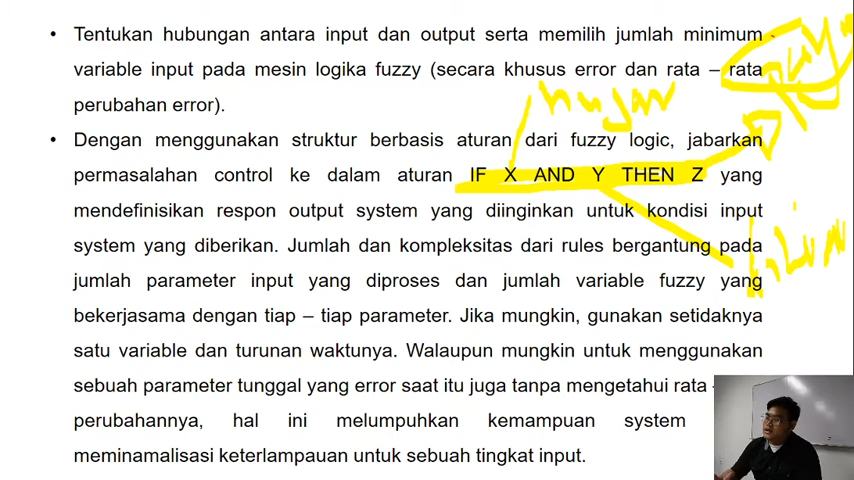 • Tentukan hubungan antara input dan output serta memilih jumlah minimum
variable input pada mesin logika fuzzy (secara khusus error dan rata – rata
perubahan error).
hujan
• Dengan menggunakan struktur berbasis aturan dari fuzzy logic, jabarkan
permasalahan control ke dalam aturan IF X AND Y THEN Z yang
mendefinisikan respon output system yang diinginkan untuk kondisi input
system yang diberikan. Jumlah dan kompleksitas dari rules bergantung pada
jumlah parameter input yang diproses dan jumlah variable fuzzy yang
bekerjasama dengan tiap – tiap parameter. Jika mungkin, gunakan setidaknya
satu variable dan turunan waktunya. Walaupun mungkin untuk menggunakan
sebuah parameter tunggal yang error saat itu juga tanpa mengetahui rata
perubahannya, hal ini melumpuhkan kemampuan system
meminamalisasi keterlampauan untuk sebuah tingkat input.